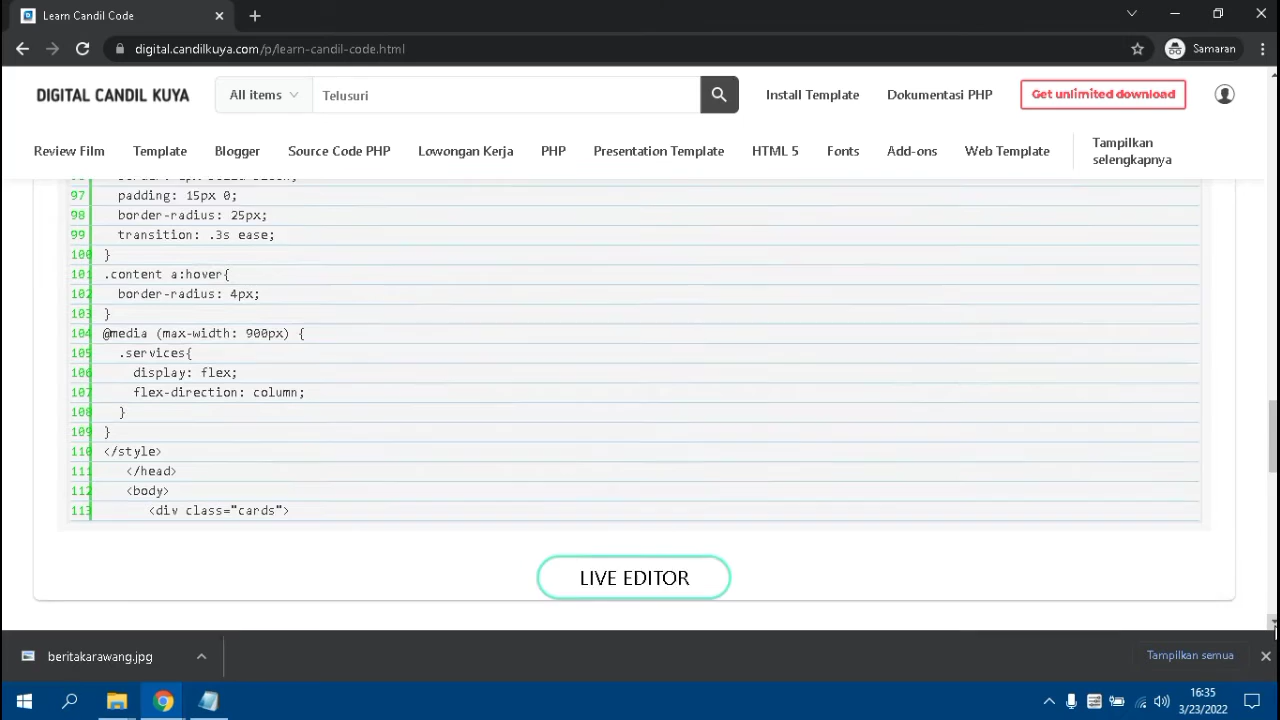 Learn Candil Code
digital.candilkuya.com/p/learn-candil-code.html
Samaran
DIGITAL CANDIL KUYA
All items
Telusuri
Install Template
Dokumentasi PHP
Get unlimited download
Review Film
Template
Blogger
Source Code PHP
Lowongan Kerja
PHP
Presentation Template
HTML 5
Fonts
Add-ons
Web Template
Tampilkan
selengkapnya
97 padding: 15px 0;
98 border-radius: 25px;
99 transition: .3s ease;
100 }
101 .content a:hover{
102 border-radius: 4px;
103 }
104 @media (max-width: 900px) {
105 .services{
106 display: flex;
107 flex-direction: column;
108 }
109 }
110 </style>
111 </head>
112 <body>
113 <div class="cards">
LIVE EDITOR
beritakarawang.jpg
Tampilkan semua
16:35
3/23/2022